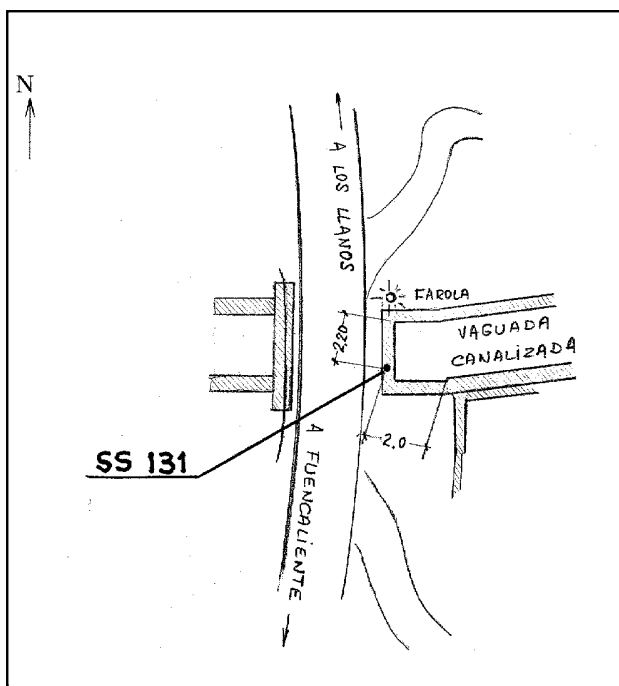 N
A LOS LLANOS
FAROLA
VAGUADA
CANALIZADA
2.20
2.0
SS 131
A FUENCALIENTE